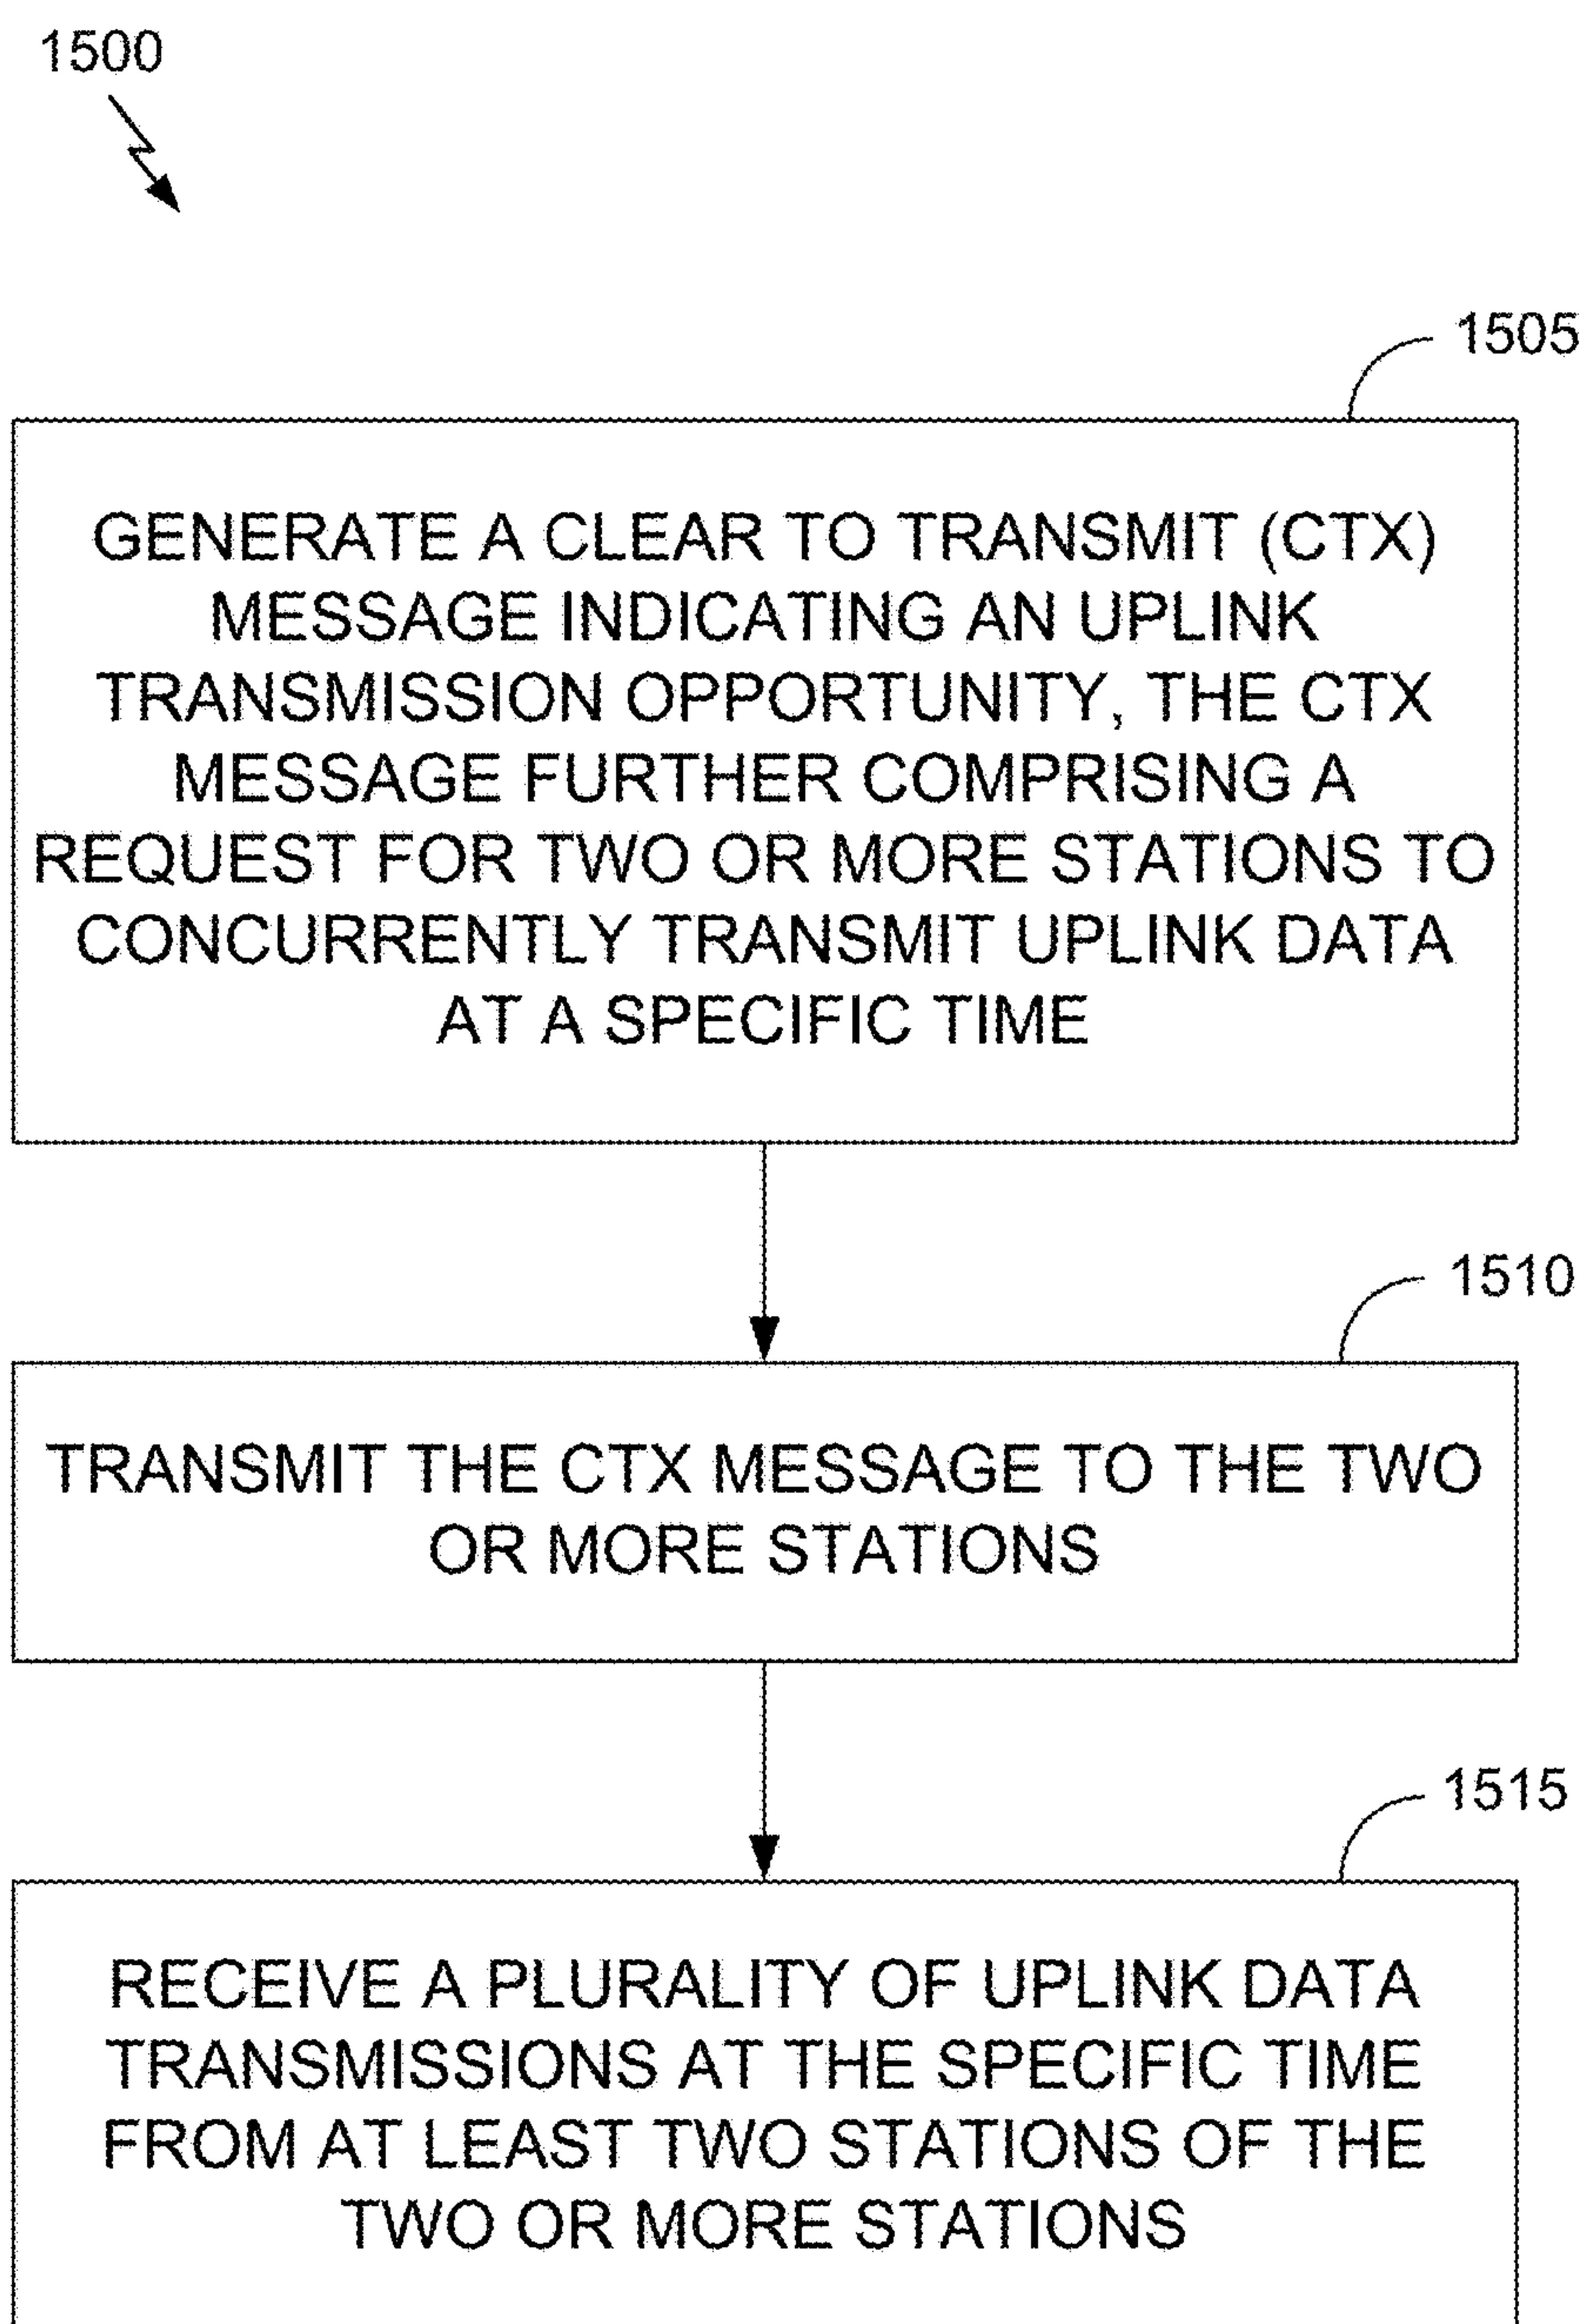 1500
1505
GENERATE A CLEAR TO TRANSMIT (CTX)
MESSAGE INDICATING AN UPLINK
TRANSMISSION OPPORTUNITY, THE CTX
MESSAGE FURTHER COMPRISING A
REQUEST FOR TWO OR MORE STATIONS TO
CONCURRENTLY TRANSMIT UPLINK DATA
AT A SPECIFIC TIME
1510
TRANSMIT THE CTX MESSAGE TO THE TWO
OR MORE STATIONS
1515
RECEIVE A PLURALITY OF UPLINK DATA
TRANSMISSIONS AT THE SPECIFIC TIME
FROM AT LEAST TWO STATIONS OF THE
TWO OR MORE STATIONS